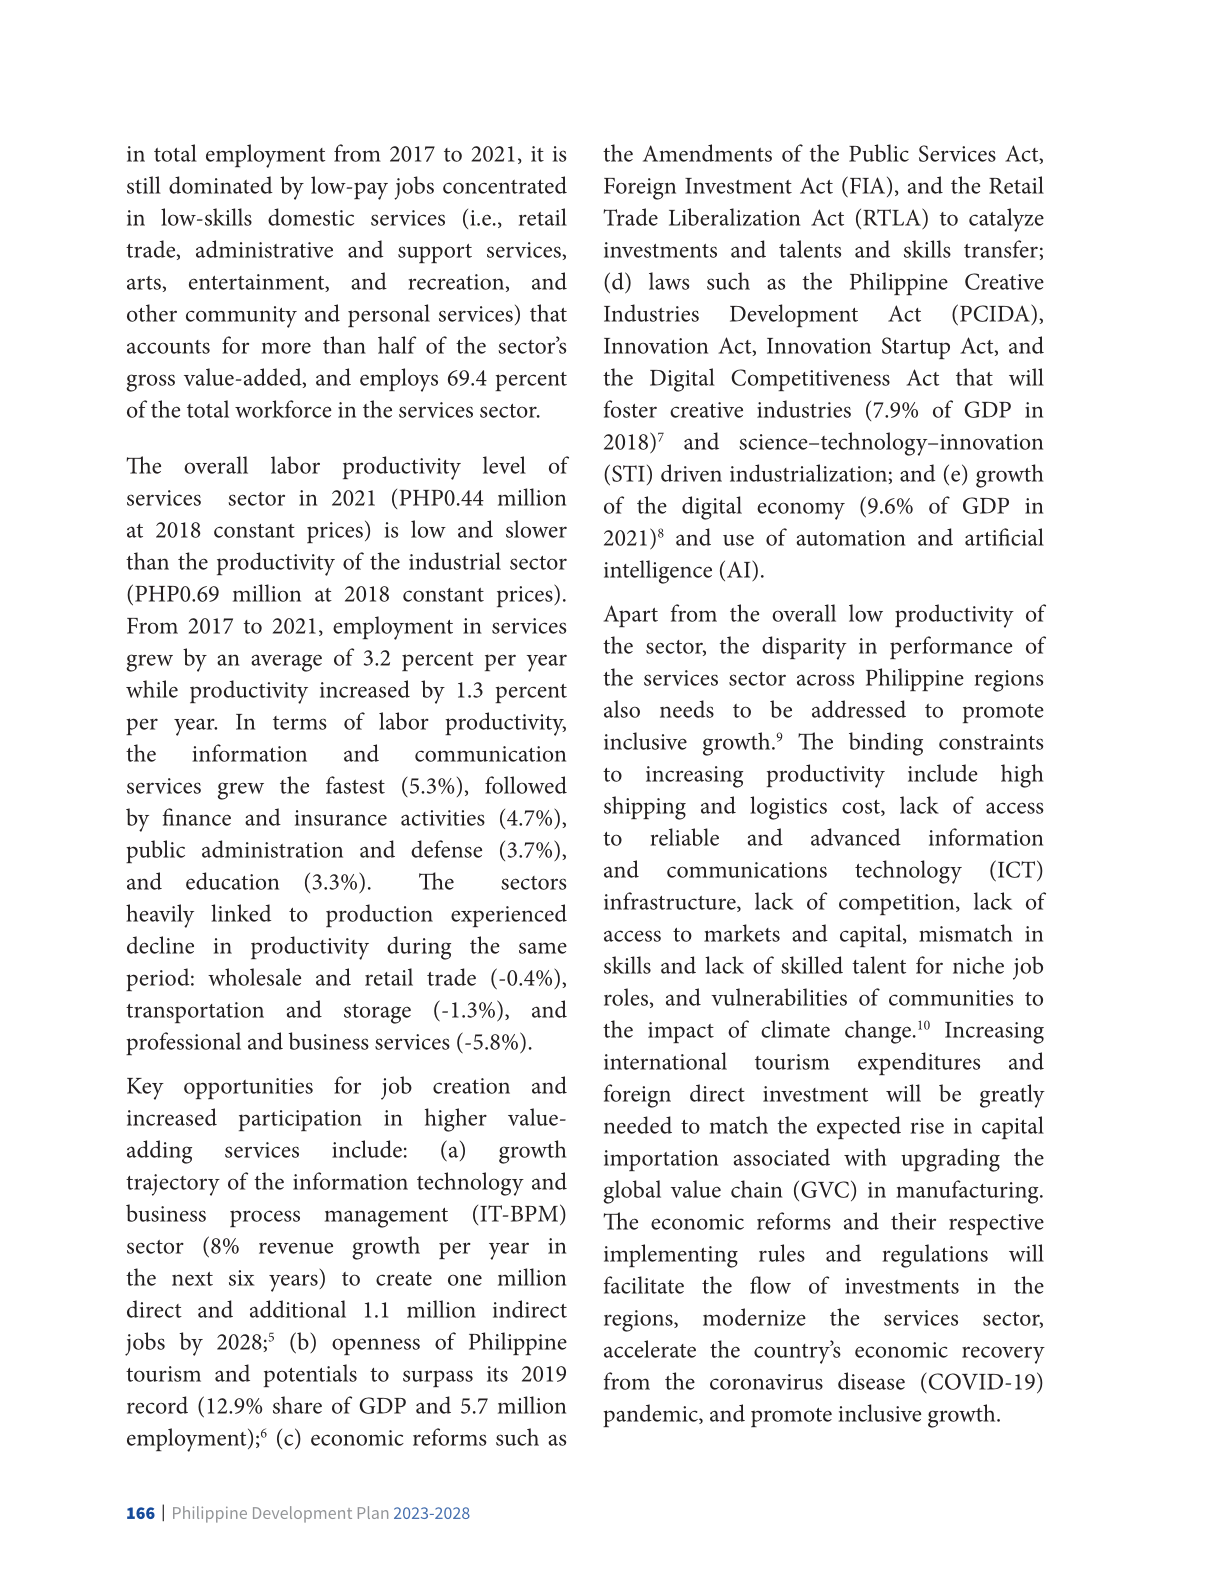 in total employment from 2017 to 2021, it is
still dominated by low-pay jobs concentrated
in low-skills domestic services (i.e., retail
trade, administrative and support services,
arts, entertainment, and recreation, and
other community and personal services) that
accounts for more than half of the sector's
gross value-added, and employs 69.4 percent
of the total workforce in the services sector.
The overall labor productivity level of
services sector in 2021 (PHP0.44 million
at 2018 constant prices) is low and slower
than the productivity of the industrial sector
(PHP0.69 million at 2018 constant prices).
From 2017 to 2021, employment in services
grew by an average of 3.2 percent per year
while productivity increased by 1.3 percent
per year. In terms of labor productivity,
the information and communication
services grew the fastest (5.3%), followed
by finance and insurance activities (4.7%),
public administration and defense (3.7%),
and education (3.3%). The sectors
heavily linked to production experienced
decline in productivity during the same
period: wholesale and retail trade (-0.4%),
transportation and storage (-1.3%), and
professional and business services (-5.8%).
Key opportunities for job creation and
increased participation in higher value-
adding services include: (a) growth
trajectory of the information technology and
business process management (IT-BPM)
sector (8% revenue growth per year in
the next six years) to create one million
direct and additional 1.1 million indirect
jobs by 2028;⁵ (b) openness of Philippine
tourism and potentials to surpass its 2019
record (12.9% share of GDP and 5.7 million
employment);⁶ (c) economic reforms such as
the Amendments of the Public Services Act,
Foreign Investment Act (FIA), and the Retail
Trade Liberalization Act (RTLA) to catalyze
investments and talents and skills transfer;
(d) laws such as the Philippine Creative
Industries Development Act (PCIDA),
Innovation Act, Innovation Startup Act, and
the Digital Competitiveness Act that will
foster creative industries (7.9% of GDP in
2018)⁷ and science–technology–innovation
(STI) driven industrialization; and (e) growth
of the digital economy (9.6% of GDP in
2021)⁸ and use of automation and artificial
intelligence (AI).
Apart from the overall low productivity of
the sector, the disparity in performance of
the services sector across Philippine regions
also needs to be addressed to promote
inclusive growth.⁹ The binding constraints
to increasing productivity include high
shipping and logistics cost, lack of access
to reliable and advanced information
and communications technology (ICT)
infrastructure, lack of competition, lack of
access to markets and capital, mismatch in
skills and lack of skilled talent for niche job
roles, and vulnerabilities of communities to
the impact of climate change.¹⁰ Increasing
international tourism expenditures and
foreign direct investment will be greatly
needed to match the expected rise in capital
importation associated with upgrading the
global value chain (GVC) in manufacturing.
The economic reforms and their respective
implementing rules and regulations will
facilitate the flow of investments in the
regions, modernize the services sector,
accelerate the country's economic recovery
from the coronavirus disease (COVID-19)
pandemic, and promote inclusive growth.
166 | Philippine Development Plan 2023-2028